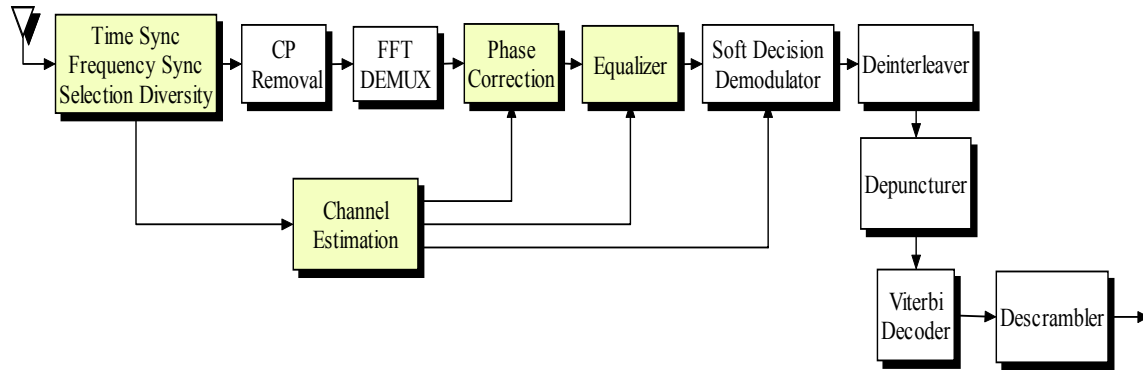 Time Sync
Frequency Sync
Selection Diversity
CP
Removal
FFT
DEMUX
Phase
Correction
Equalizer
Soft Decision
Demodulator
Deinterleaver
Depuncturer
Channel
Estimation
Viterbi
Decoder
Descrambler